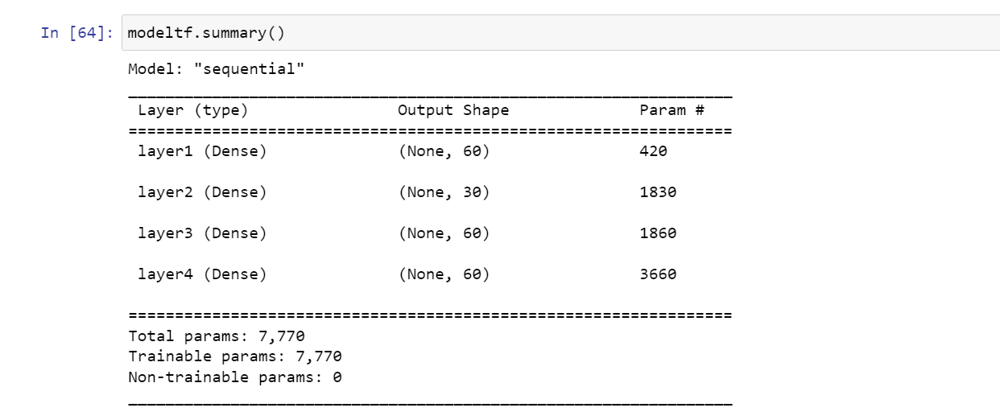 In [64]: modeltf.summary()
Model: "sequential"
Layer (type) Output Shape Param #
layer1 (Dense) (None, 60) 420
layer2 (Dense) (None, 30) 1830
layer3 (Dense) (None, 60) 1860
layer4 (Dense) (None, 60) 3660
Total params: 7,770
Trainable params: 7,770
Non-trainable params: 0